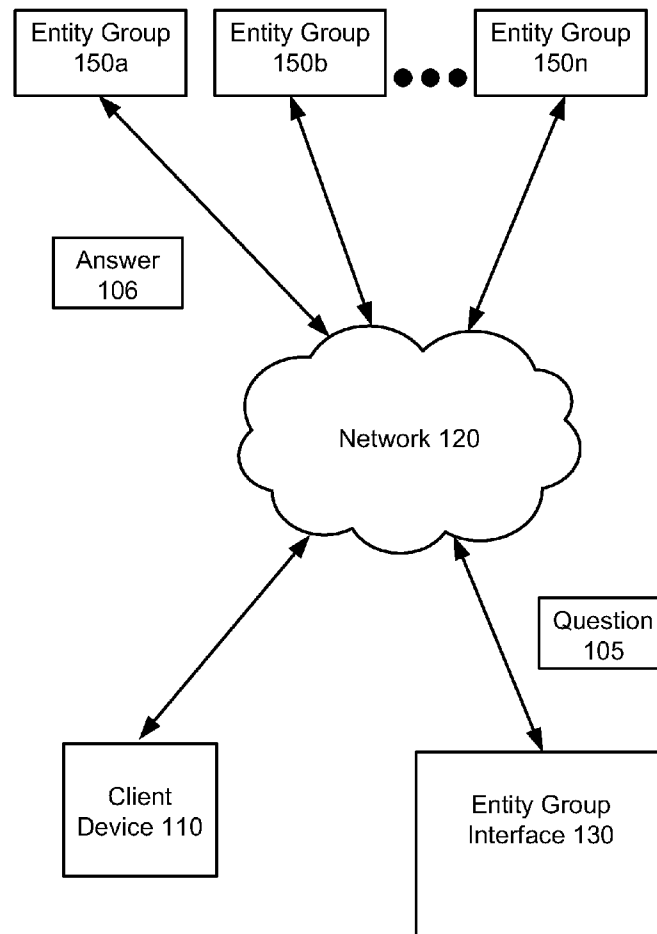 Entity Group
150a
Entity Group
150b
Entity Group
150n
Answer
106
Network 120
Question
105
Client
Device 110
Entity Group
Interface 130